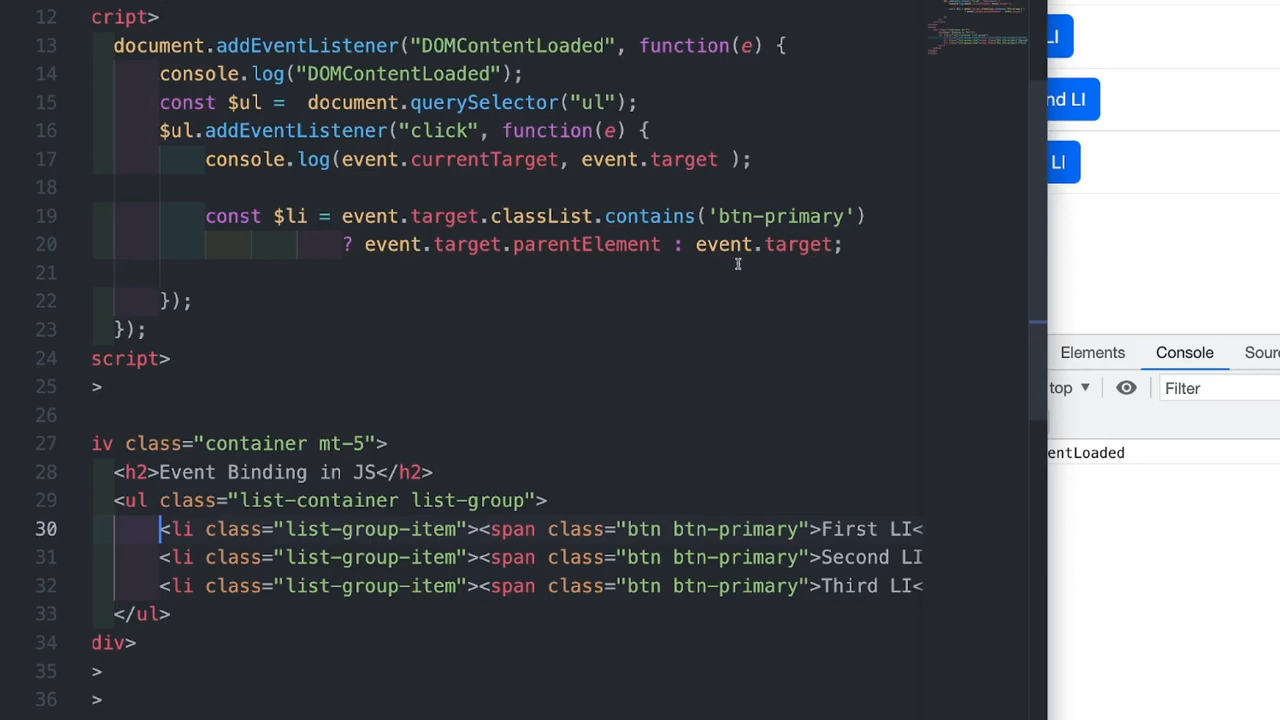 12 cript>
13 document.addEventListener("DOMContentLoaded", function(e) {
14 console.log("DOMContentLoaded");
15 const $ul =  document.querySelector("ul");
16 $ul.addEventListener("click", function(e) {
17 console.log(event.currentTarget, event.target );
18
19 const $li = event.target.classList.contains('btn-primary')
20 ? event.target.parentElement : event.target;
21
22 });
23 });
24 script>
25 >
26
27 iv class="container mt-5">
28 <h2>Event Binding in JS</h2>
29 <ul class="list-container list-group">
30 <li class="list-group-item"><span class="btn btn-primary">First LI<
31 <li class="list-group-item"><span class="btn btn-primary">Second LI
32 <li class="list-group-item"><span class="btn btn-primary">Third LI<
33 </ul>
34 div>
35 >
36 >
LI
nd LI
LI
Elements Console Sour
top ▼ Filter
entLoaded